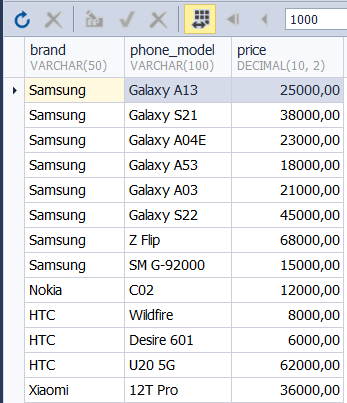 1000
brand phone_model price
VARCHAR(50) VARCHAR(100) DECIMAL(10, 2)
Samsung Galaxy A13 25000,00
Samsung Galaxy S21 38000,00
Samsung Galaxy A04E 23000,00
Samsung Galaxy A53 18000,00
Samsung Galaxy A03 21000,00
Samsung Galaxy S22 45000,00
Samsung Z Flip 68000,00
Samsung SM G-92000 15000,00
Nokia C02 12000,00
HTC Wildfire 8000,00
HTC Desire 601 6000,00
HTC U20 5G 62000,00
Xiaomi 12T Pro 36000,00